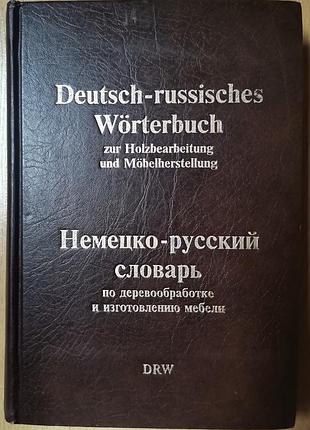 Deutsch-russisches
Wörterbuch
zur Holzbearbeitung
und Möbelherstellung
Немецко-русский
словарь
по деревообработке
и изготовлению мебели
DRW